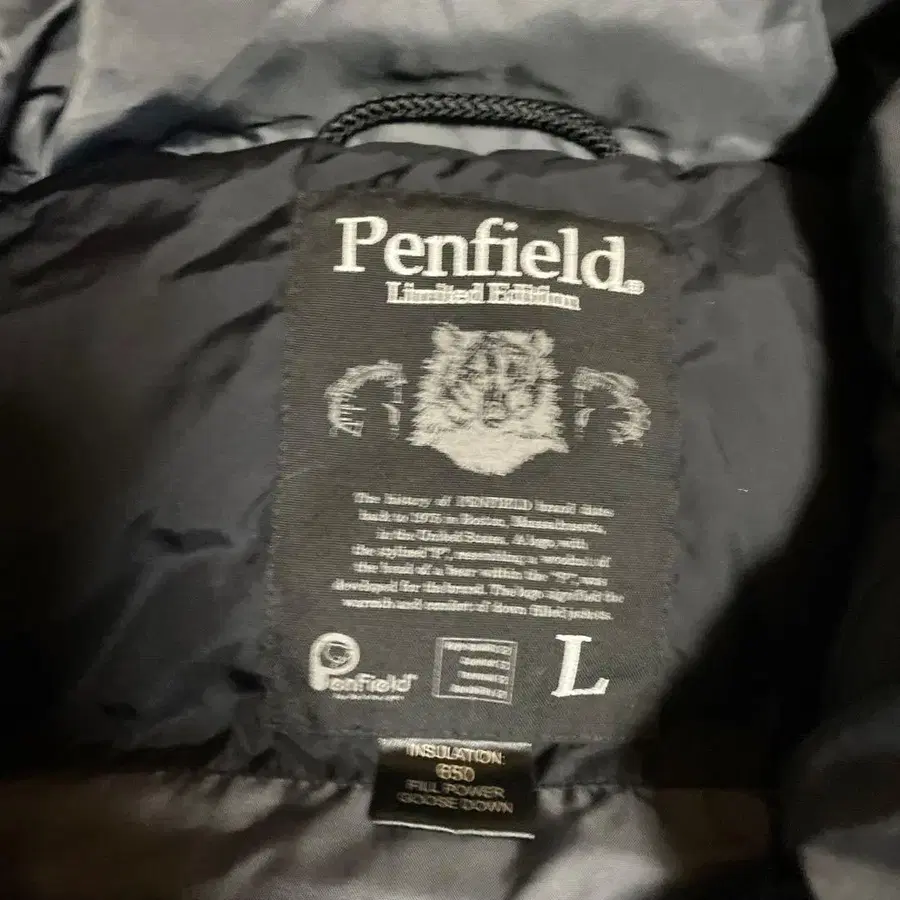 Penfield.
Limited Edition
The history of PENFIELD brand dates
back to 1975 in Boston, Massachusetts,
in the United States. A logo with
the stylized "P", resembling a woodcut of
the head of a bear within the "P", was
developed for the brand. The logo signified the
warmth and comfort of down filled jackets.
Penfield
L
INSULATION:
650
FILL POWER
GOOSE DOWN